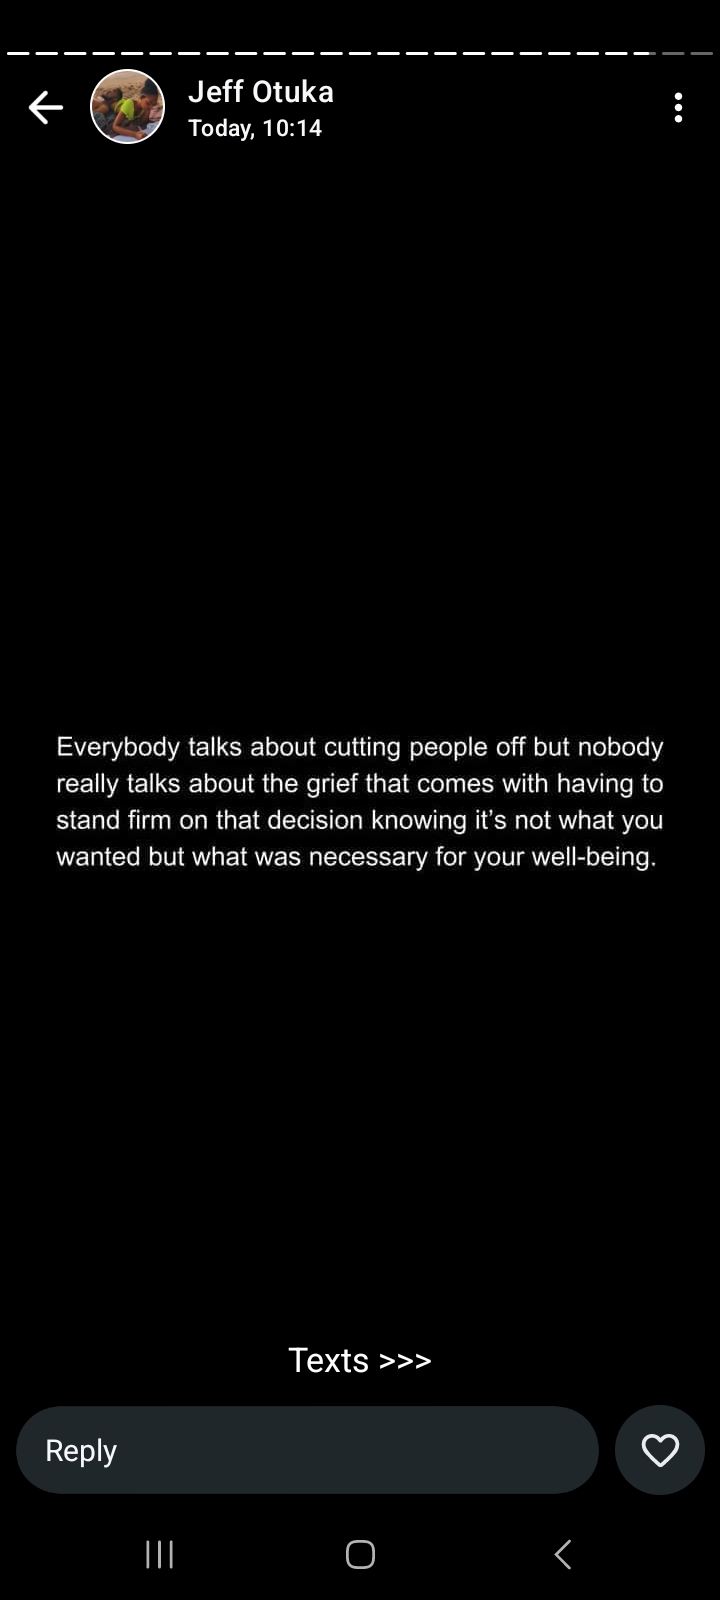 Jeff Otuka
Today, 10:14
Everybody talks about cutting people off but nobody
really talks about the grief that comes with having to
stand firm on that decision knowing it’s not what you
wanted but what was necessary for your well-being.
Texts >>>
Reply